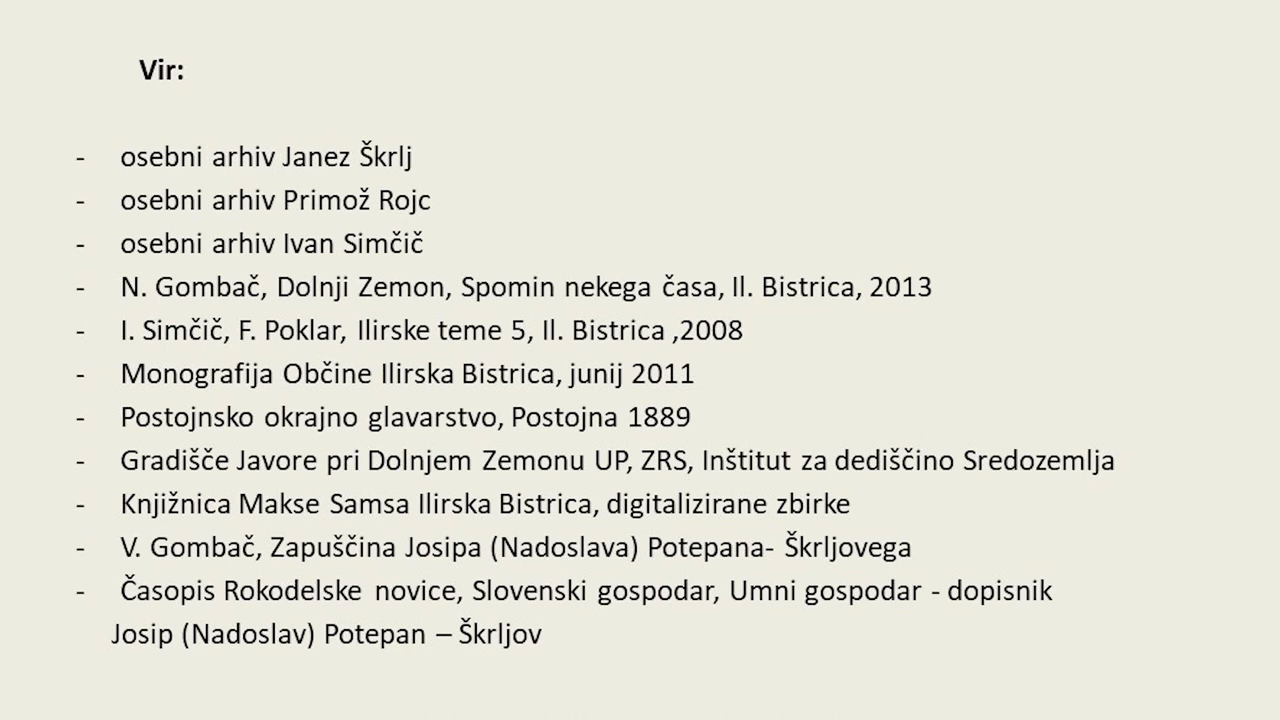 Vir:
- osebni arhiv Janez Škrlj
- osebni arhiv Primož Rojc
- osebni arhiv Ivan Simčič
- N. Gombač, Dolnji Zemon, Spomin nekega časa, Il. Bistrica, 2013
- I. Simčič, F. Poklar, Ilirske teme 5, Il. Bistrica ,2008
- Monografija Občine Ilirska Bistrica, junij 2011
- Postojnsko okrajno glavarstvo, Postojna 1889
- Gradišče Javore pri Dolnjem Zemonu UP, ZRS, Inštitut za dediščino Sredozemlja
- Knjižnica Makse Samsa Ilirska Bistrica, digitalizirane zbirke
- V. Gombač, Zapuščina Josipa (Nadoslava) Potepana- Škrljovega
- Časopis Rokodelske novice, Slovenski gospodar, Umni gospodar - dopisnik
Josip (Nadoslav) Potepan – Škrljov